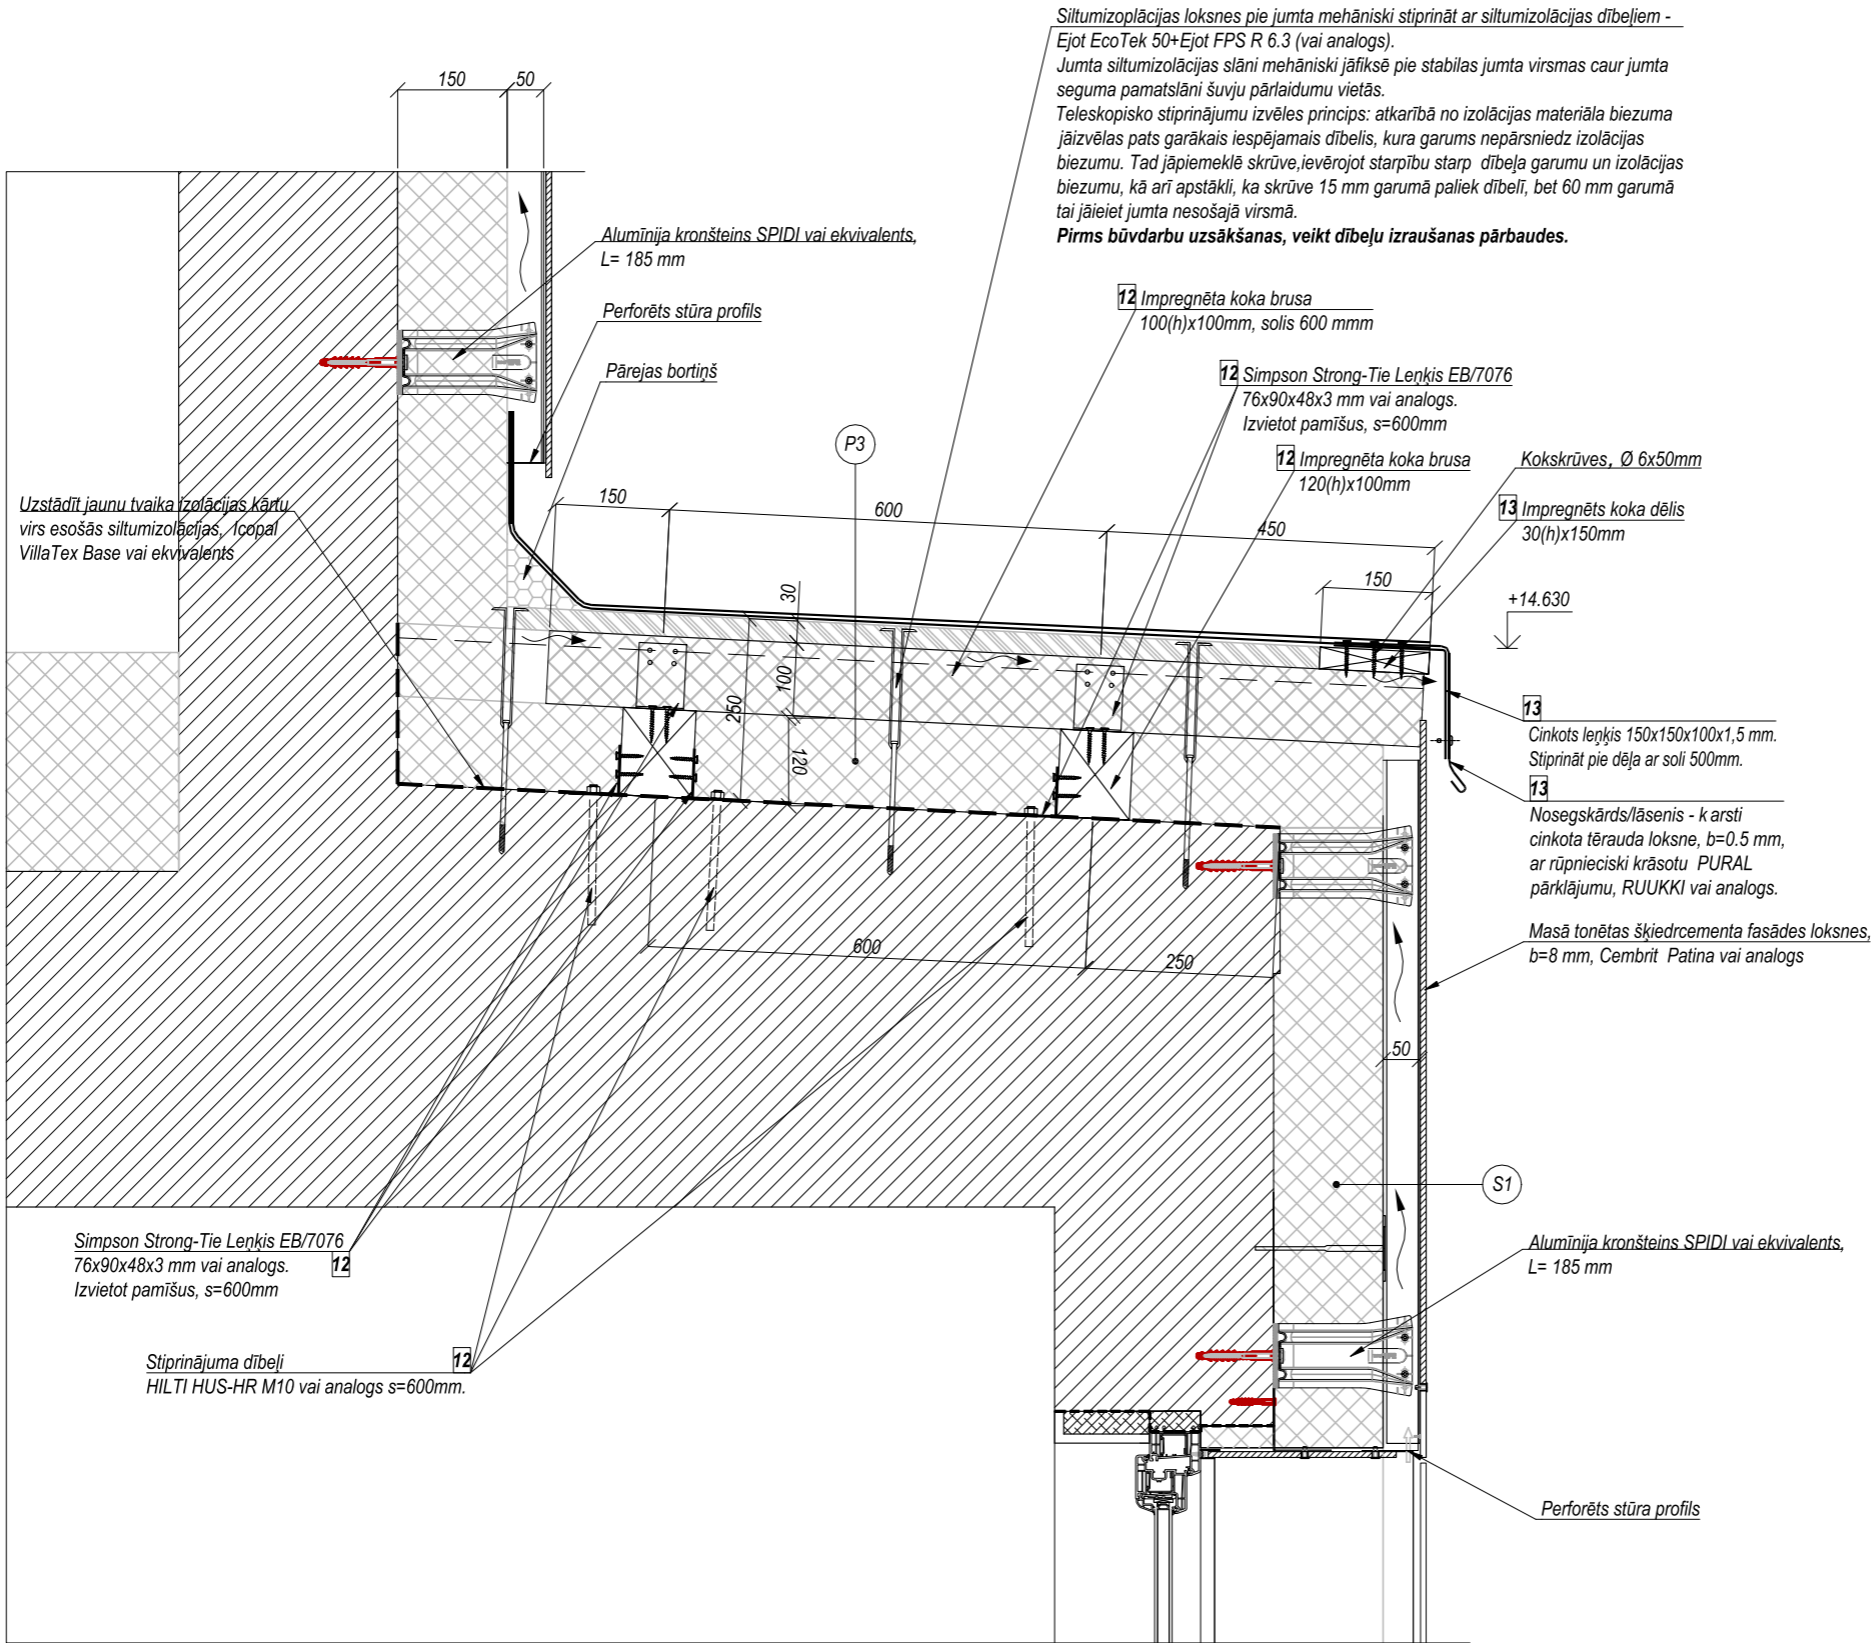 Siltumizoplācijas loksnes pie jumta mehāniski stiprināt ar siltumizolācijas dībeļiem -
Ejot EcoTek 50+Ejot FPS R 6.3 (vai analogs).
Jumta siltumizolācijas slāni mehāniski jāfiksē pie stabilas jumta virsmas caur jumta
seguma pamatslāni šuvju pārlaidumu vietās.
Teleskopisko stiprinājumu izvēles princips: atkarībā no izolācijas materiāla biezuma
jāizvēlas pats garākais iespējamais dībelis, kura garums nepārsniedz izolācijas
biezumu. Tad jāpiemeklē skrūve,ievērojot starpību starp dībeļa garumu un izolācijas
biezumu, kā arī apstākli, ka skrūve 15 mm garumā paliek dībelī, bet 60 mm garumā
tai jāieiet jumta nesošajā virsmā.
Pirms būvdarbu uzsākšanas, veikt dībeļu izraušanas pārbaudes.
150
50
Alumīnija kronšteins SPIDI vai ekvivalents,
L= 185 mm
Perforēts stūra profils
Pārejas bortiņš
12 Impregnēta koka brusa
100(h)x100mm, solis 600 mmm
12 Simpson Strong-Tie Leņķis EB/7076
76x90x48x3 mm vai analogs.
Izvietot pamīšus, s=600mm
12 Impregnēta koka brusa
120(h)x100mm
Kokskrūves, Ø 6x50mm
13 Impregnēts koka dēlis
30(h)x150mm
P3
Uzstādīt jaunu tvaika izolācijas kārtu
virs esošās siltumizolācijas, Icopal
VillaTex Base vai ekvivalents
150
600
450
150
+14.630
30
100
250
120
13
Cinkots leņķis 150x150x100x1,5 mm.
Stiprināt pie dēļa ar soli 500mm.
13
Nosegskārds/lāsenis - karsti
cinkota tērauda loksne, b=0.5 mm,
ar rūpnieciski krāsotu PURAL
pārklājumu, RUUKKI vai analogs.
Masā tonētas šķiedrcementa fasādes loksnes,
b=8 mm, Cembrit Patina vai analogs
600
250
50
S1
Simpson Strong-Tie Leņķis EB/7076
76x90x48x3 mm vai analogs.
12
Izvietot pamīšus, s=600mm
Alumīnija kronšteins SPIDI vai ekvivalents,
L= 185 mm
Stiprinājuma dībeļi
12
HILTI HUS-HR M10 vai analogs s=600mm.
Perforēts stūra profils